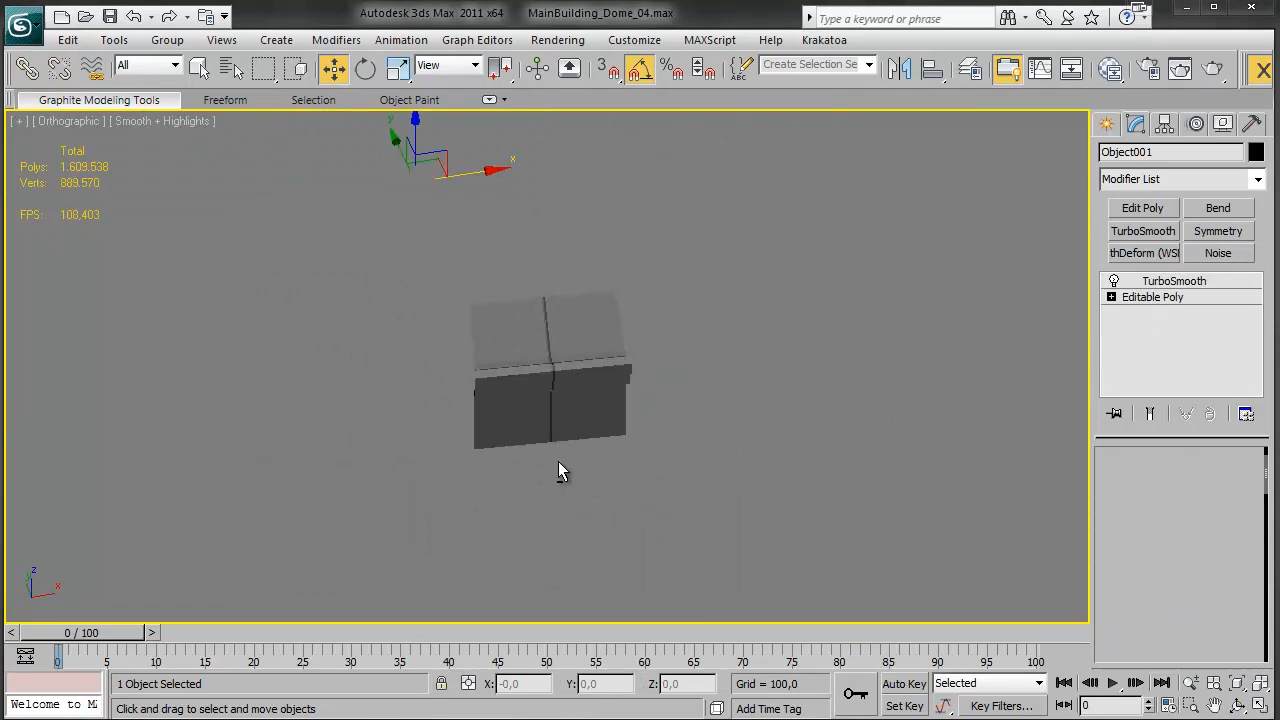 Autodesk 3ds Max 2011 x64 MainBuilding_Dome_04.max
Type a keyword or phrase
Edit Tools Group Views Create Modifiers Animation Graph Editors Rendering Customize MAXScript Help Krakatoa
All View 3 Create Selection Se
Graphite Modeling Tools Freeform Selection Object Paint
[ + ] [ Orthographic ] [ Smooth + Highlights ]
Total
Polys: 1.609.538
Verts: 889.570
FPS: 108,403
y
x
z
x
Object001
Modifier List
Edit Poly Bend
TurboSmooth Symmetry
thDeform (WSI Noise
TurboSmooth
Editable Poly
0 / 100
0 5 10 15 20 25 30 35 40 45 50 55 60 65 70 75 80 85 90 95 100
1 Object Selected X: -0,0 Y: 0,0 Z: 0,0 Grid = 100,0 Auto Key Selected
Welcome to MA Click and drag to select and move objects Add Time Tag Set Key Key Filters... 0